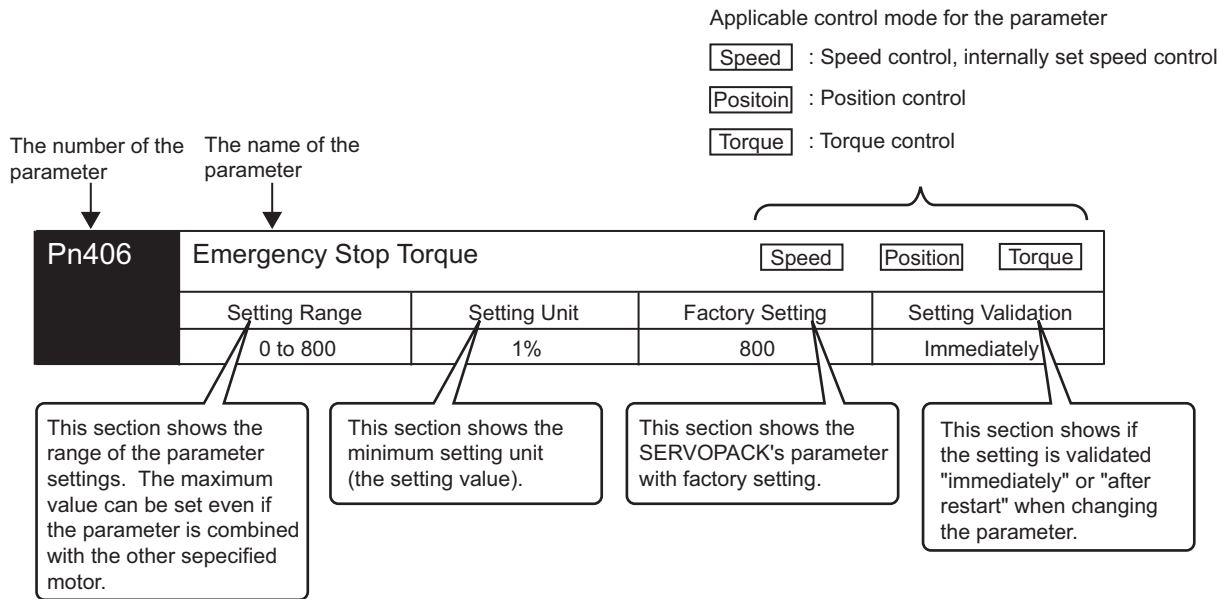 Applicable control mode for the parameter
Speed : Speed control, internally set speed control
Positoin : Position control
Torque : Torque control
The number of the
parameter
The name of the
parameter
Pn406 Emergency Stop Torque Speed Position Torque
Setting Range Setting Unit Factory Setting Setting Validation
0 to 800 1% 800 Immediately
This section shows the
range of the parameter
settings. The maximum
value can be set even if
the parameter is combined
with the other sepecified
motor.
This section shows the
minimum setting unit
(the setting value).
This section shows the
SERVOPACK's parameter
with factory setting.
This section shows if
the setting is validated
"immediately" or "after
restart" when changing
the parameter.